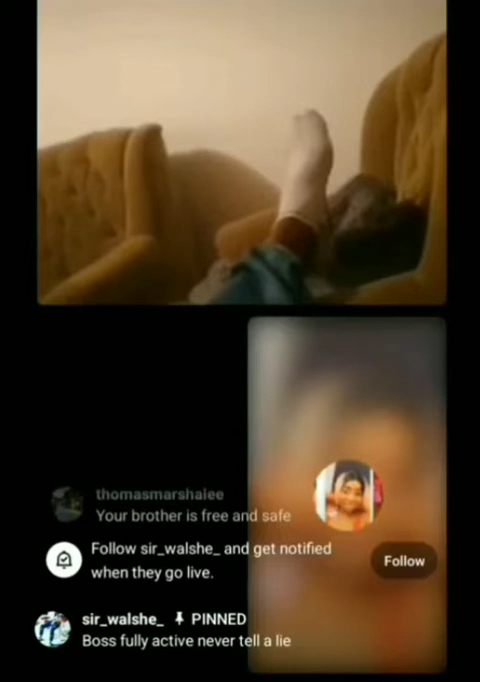 thomasmarshalee
Your brother is free and safe
Follow sir_walshe_ and get notified
when they go live.
Follow
sir_walshe_ PINNED
Boss fully active never tell a lie